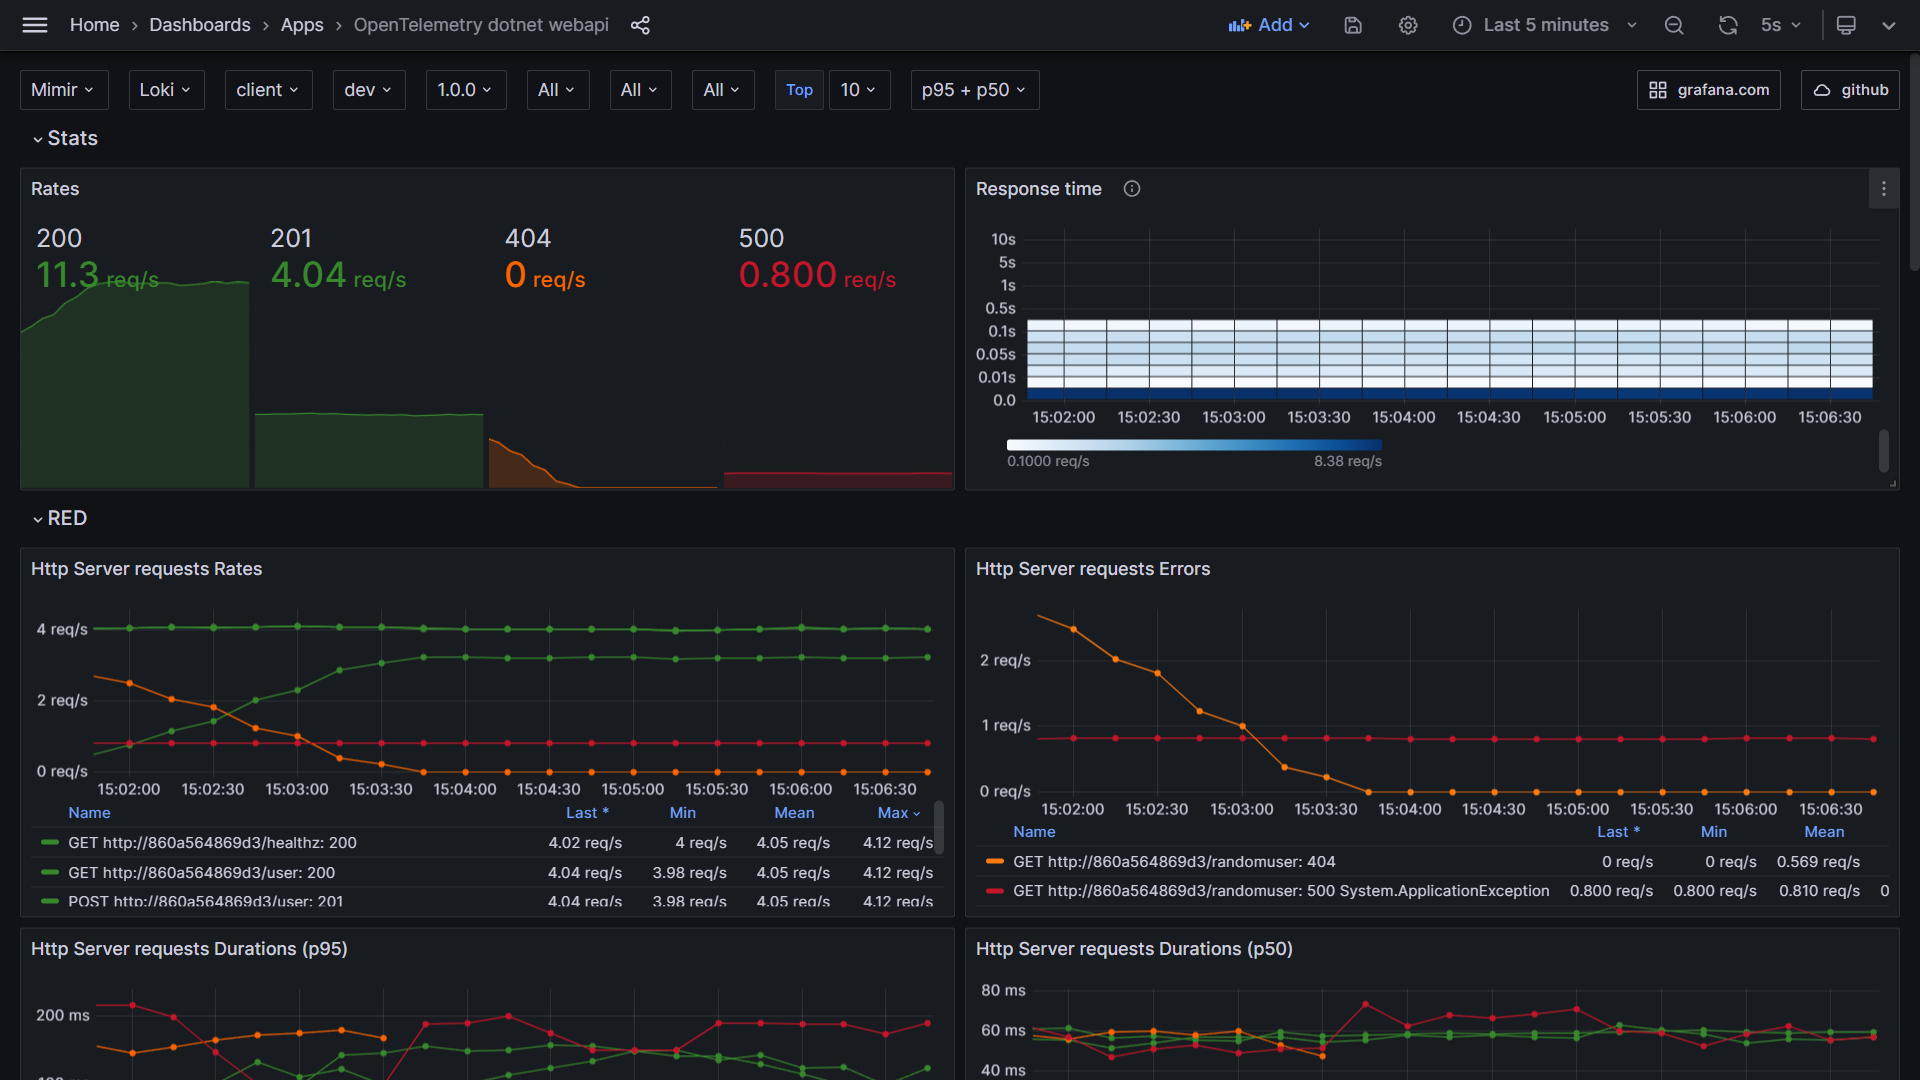 Home › Dashboards › Apps › OpenTelemetry dotnet webapi
Add
Last 5 minutes
5s
Mimir
Loki
client
dev
1.0.0
All
All
All
Top
10
p95 + p50
grafana.com
github
Stats
Rates
200
11.3 req/s
201
4.04 req/s
404
0 req/s
500
0.800 req/s
Response time
10s
5s
1s
0.5s
0.1s
0.05s
0.01s
0.0
15:02:00 15:02:30 15:03:00 15:03:30 15:04:00 15:04:30 15:05:00 15:05:30 15:06:00 15:06:30
0.1000 req/s 8.38 req/s
RED
Http Server requests Rates
4 req/s
2 req/s
0 req/s
15:02:00 15:02:30 15:03:00 15:03:30 15:04:00 15:04:30 15:05:00 15:05:30 15:06:00 15:06:30
Name Last * Min Mean Max
GET http://860a564869d3/healthz: 200 4.02 req/s 4 req/s 4.05 req/s 4.12 req/s
GET http://860a564869d3/user: 200 4.04 req/s 3.98 req/s 4.05 req/s 4.12 req/s
POST http://860a564869d3/user: 201 4.04 req/s 3.98 req/s 4.05 req/s 4.12 req/s
Http Server requests Errors
2 req/s
1 req/s
0 req/s
15:02:00 15:02:30 15:03:00 15:03:30 15:04:00 15:04:30 15:05:00 15:05:30 15:06:00 15:06:30
Name Last * Min Mean
GET http://860a564869d3/randomuser: 404 0 req/s 0 req/s 0.569 req/s
GET http://860a564869d3/randomuser: 500 System.ApplicationException 0.800 req/s 0.800 req/s 0.810 req/s 0
Http Server requests Durations (p95)
200 ms
Http Server requests Durations (p50)
80 ms
60 ms
40 ms